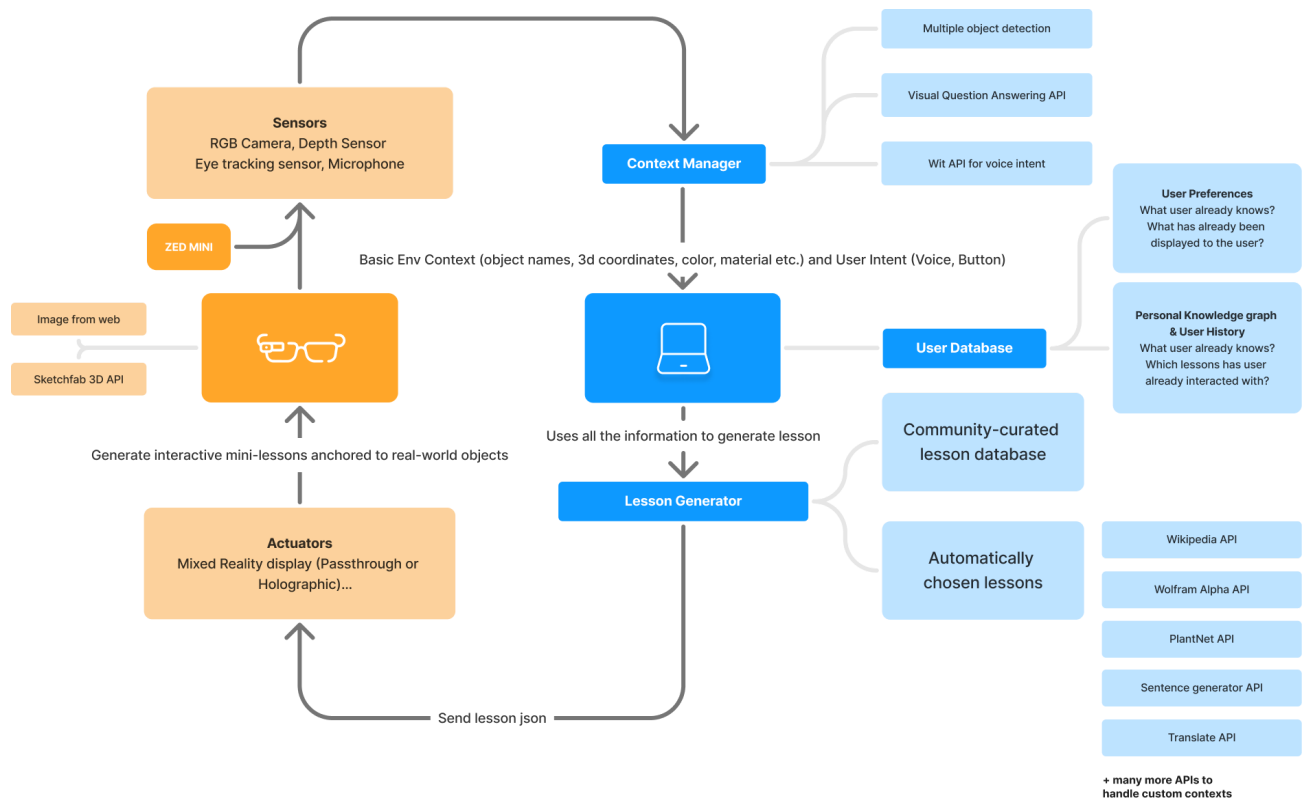 Multiple object detection
Visual Question Answering API
Wit API for voice intent
Sensors
RGB Camera, Depth Sensor
Eye tracking sensor, Microphone
Context Manager
ZED MINI
User Preferences
What user already knows?
What has already been
displayed to the user?
Basic Env Context (object names, 3d coordinates, color, material etc.) and User Intent (Voice, Button)
Image from web
Sketchfab 3D API
User Database
Personal Knowledge graph
& User History
What user already knows?
Which lessons has user
already interacted with?
Generate interactive mini-lessons anchored to real-world objects
Uses all the information to generate lesson
Community-curated
lesson database
Lesson Generator
Actuators
Mixed Reality display (Passthrough or
Holographic)...
Automatically
chosen lessons
Wikipedia API
Wolfram Alpha API
PlantNet API
Sentence generator API
Translate API
Send lesson json
+ many more APIs to
handle custom contexts